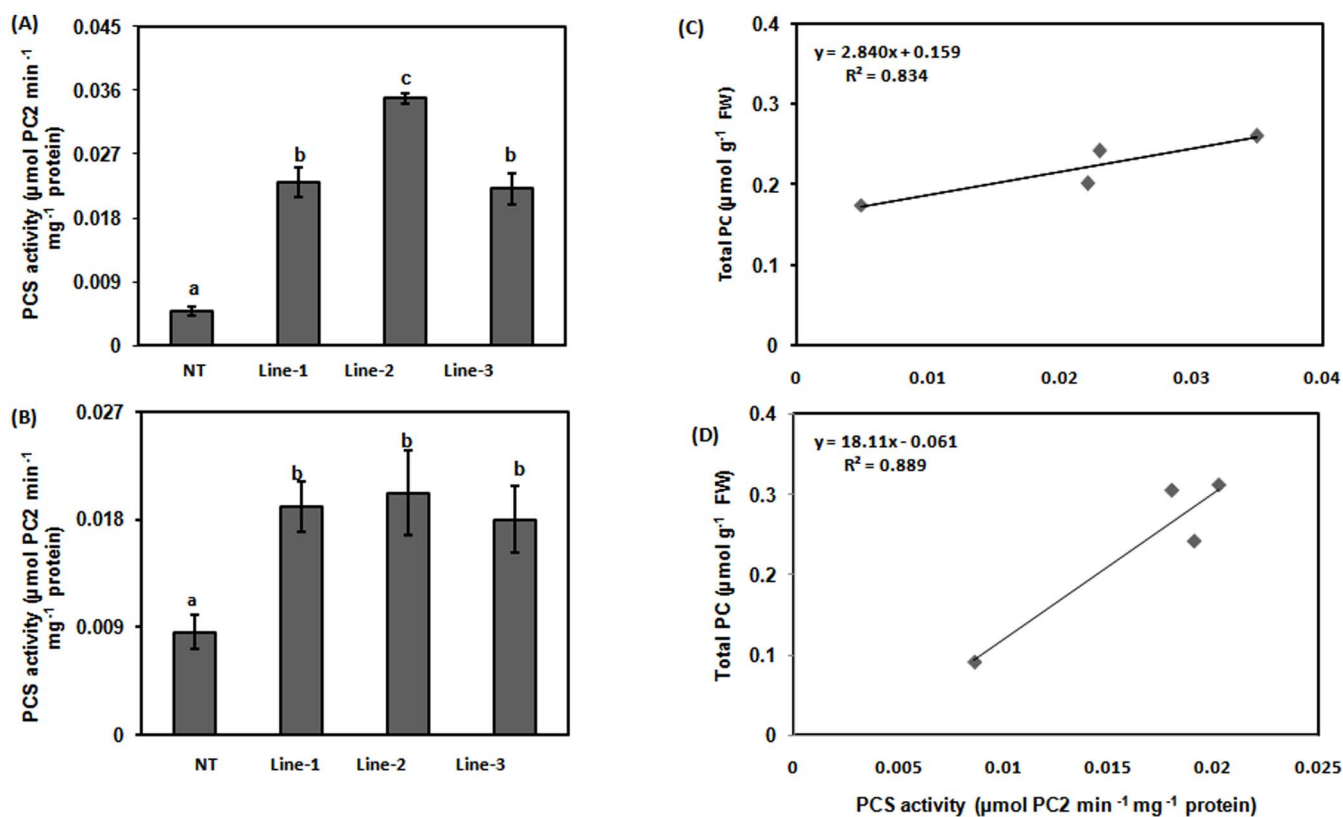 (A)
PCS activity (µmol PC2 min -1
mg-1 protein)
0.045
0.036
0.027
0.018
0.009
0
a
b
c
b
NT Line-1 Line-2 Line-3
(B)
PCS activity (µmol PC2 min -1
mg-1 protein)
0.027
0.018
0.009
0
a
b
b
b
NT Line-1 Line-2 Line-3
(C)
Total PC (µmol g-1 FW)
0.4
0.3
0.2
0.1
0
y = 2.840x + 0.159
R² = 0.834
0 0.01 0.02 0.03 0.04
(D)
Total PC (µmol g-1 FW)
0.4
0.3
0.2
0.1
0
y = 18.11x - 0.061
R² = 0.889
0 0.005 0.01 0.015 0.02 0.025
PCS activity (µmol PC2 min -1 mg -1 protein)